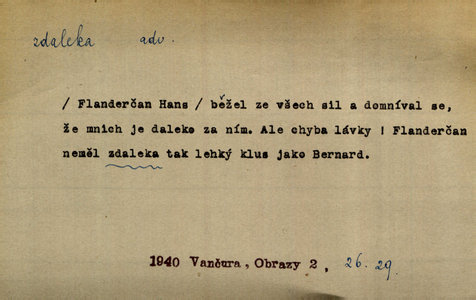 zdaleka adv.
/ Flanderčan Hans / běžel ze všech sil a domníval se,
že mnich je daleko za ním. Ale chyba lávky ! Flanderčan
neměl zdaleka tak lehký klus jako Bernard.
1940 Vančura, Obrazy 2, 26.29.